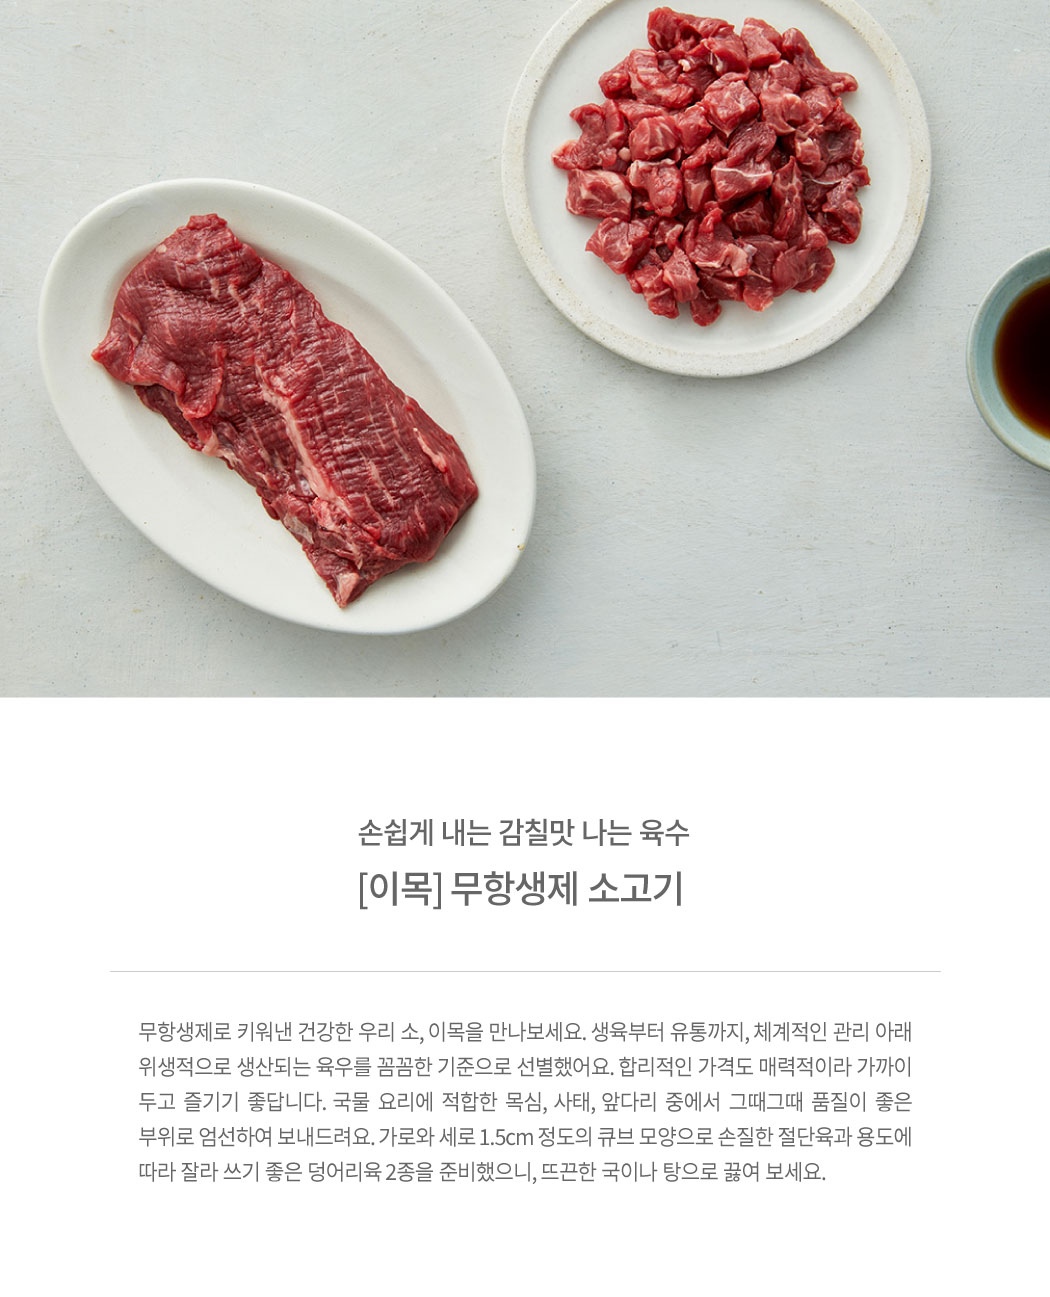 손쉽게 내는 감칠맛 나는 육수
[이목] 무항생제 소고기
무항생제로 키워낸 건강한 우리 소, 이목을 만나보세요. 생육부터 유통까지, 체계적인 관리 아래
위생적으로 생산되는 육우를 꼼꼼한 기준으로 선별했어요. 합리적인 가격도 매력적이라 가까이
두고 즐기기 좋답니다. 국물 요리에 적합한 목심, 사태, 앞다리 중에서 그때그때 품질이 좋은
부위로 엄선하여 보내드려요. 가로와 세로 1.5cm 정도의 큐브 모양으로 손질한 절단육과 용도에
따라 잘라 쓰기 좋은 덩어리육 2종을 준비했으니, 뜨끈한 국이나 탕으로 끓여 보세요.